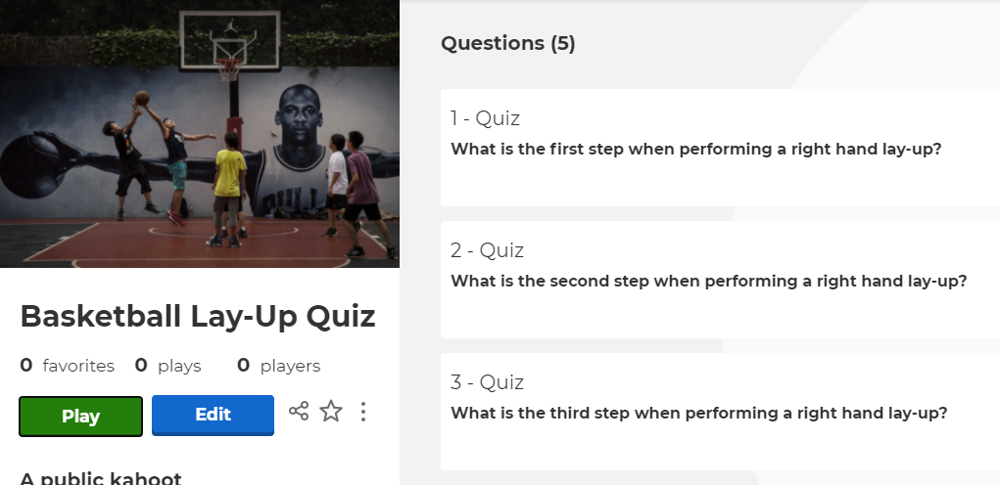 Basketball Lay-Up Quiz
0 favorites 0 plays 0 players
Play Edit
A public kahoot
Questions (5)
1 - Quiz
What is the first step when performing a right hand lay-up?
2 - Quiz
What is the second step when performing a right hand lay-up?
3 - Quiz
What is the third step when performing a right hand lay-up?